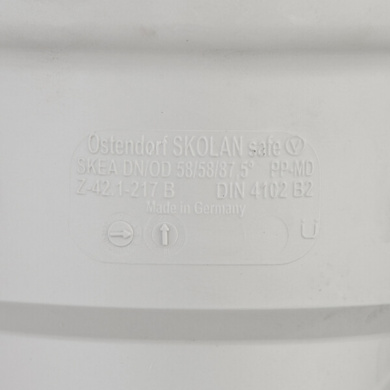 Ostendorf SKOLAN safe
SKEA DN/OD 58/58/87.5° PP-MD
Z-42.1-217 B DIN 4102 B2
Made in Germany